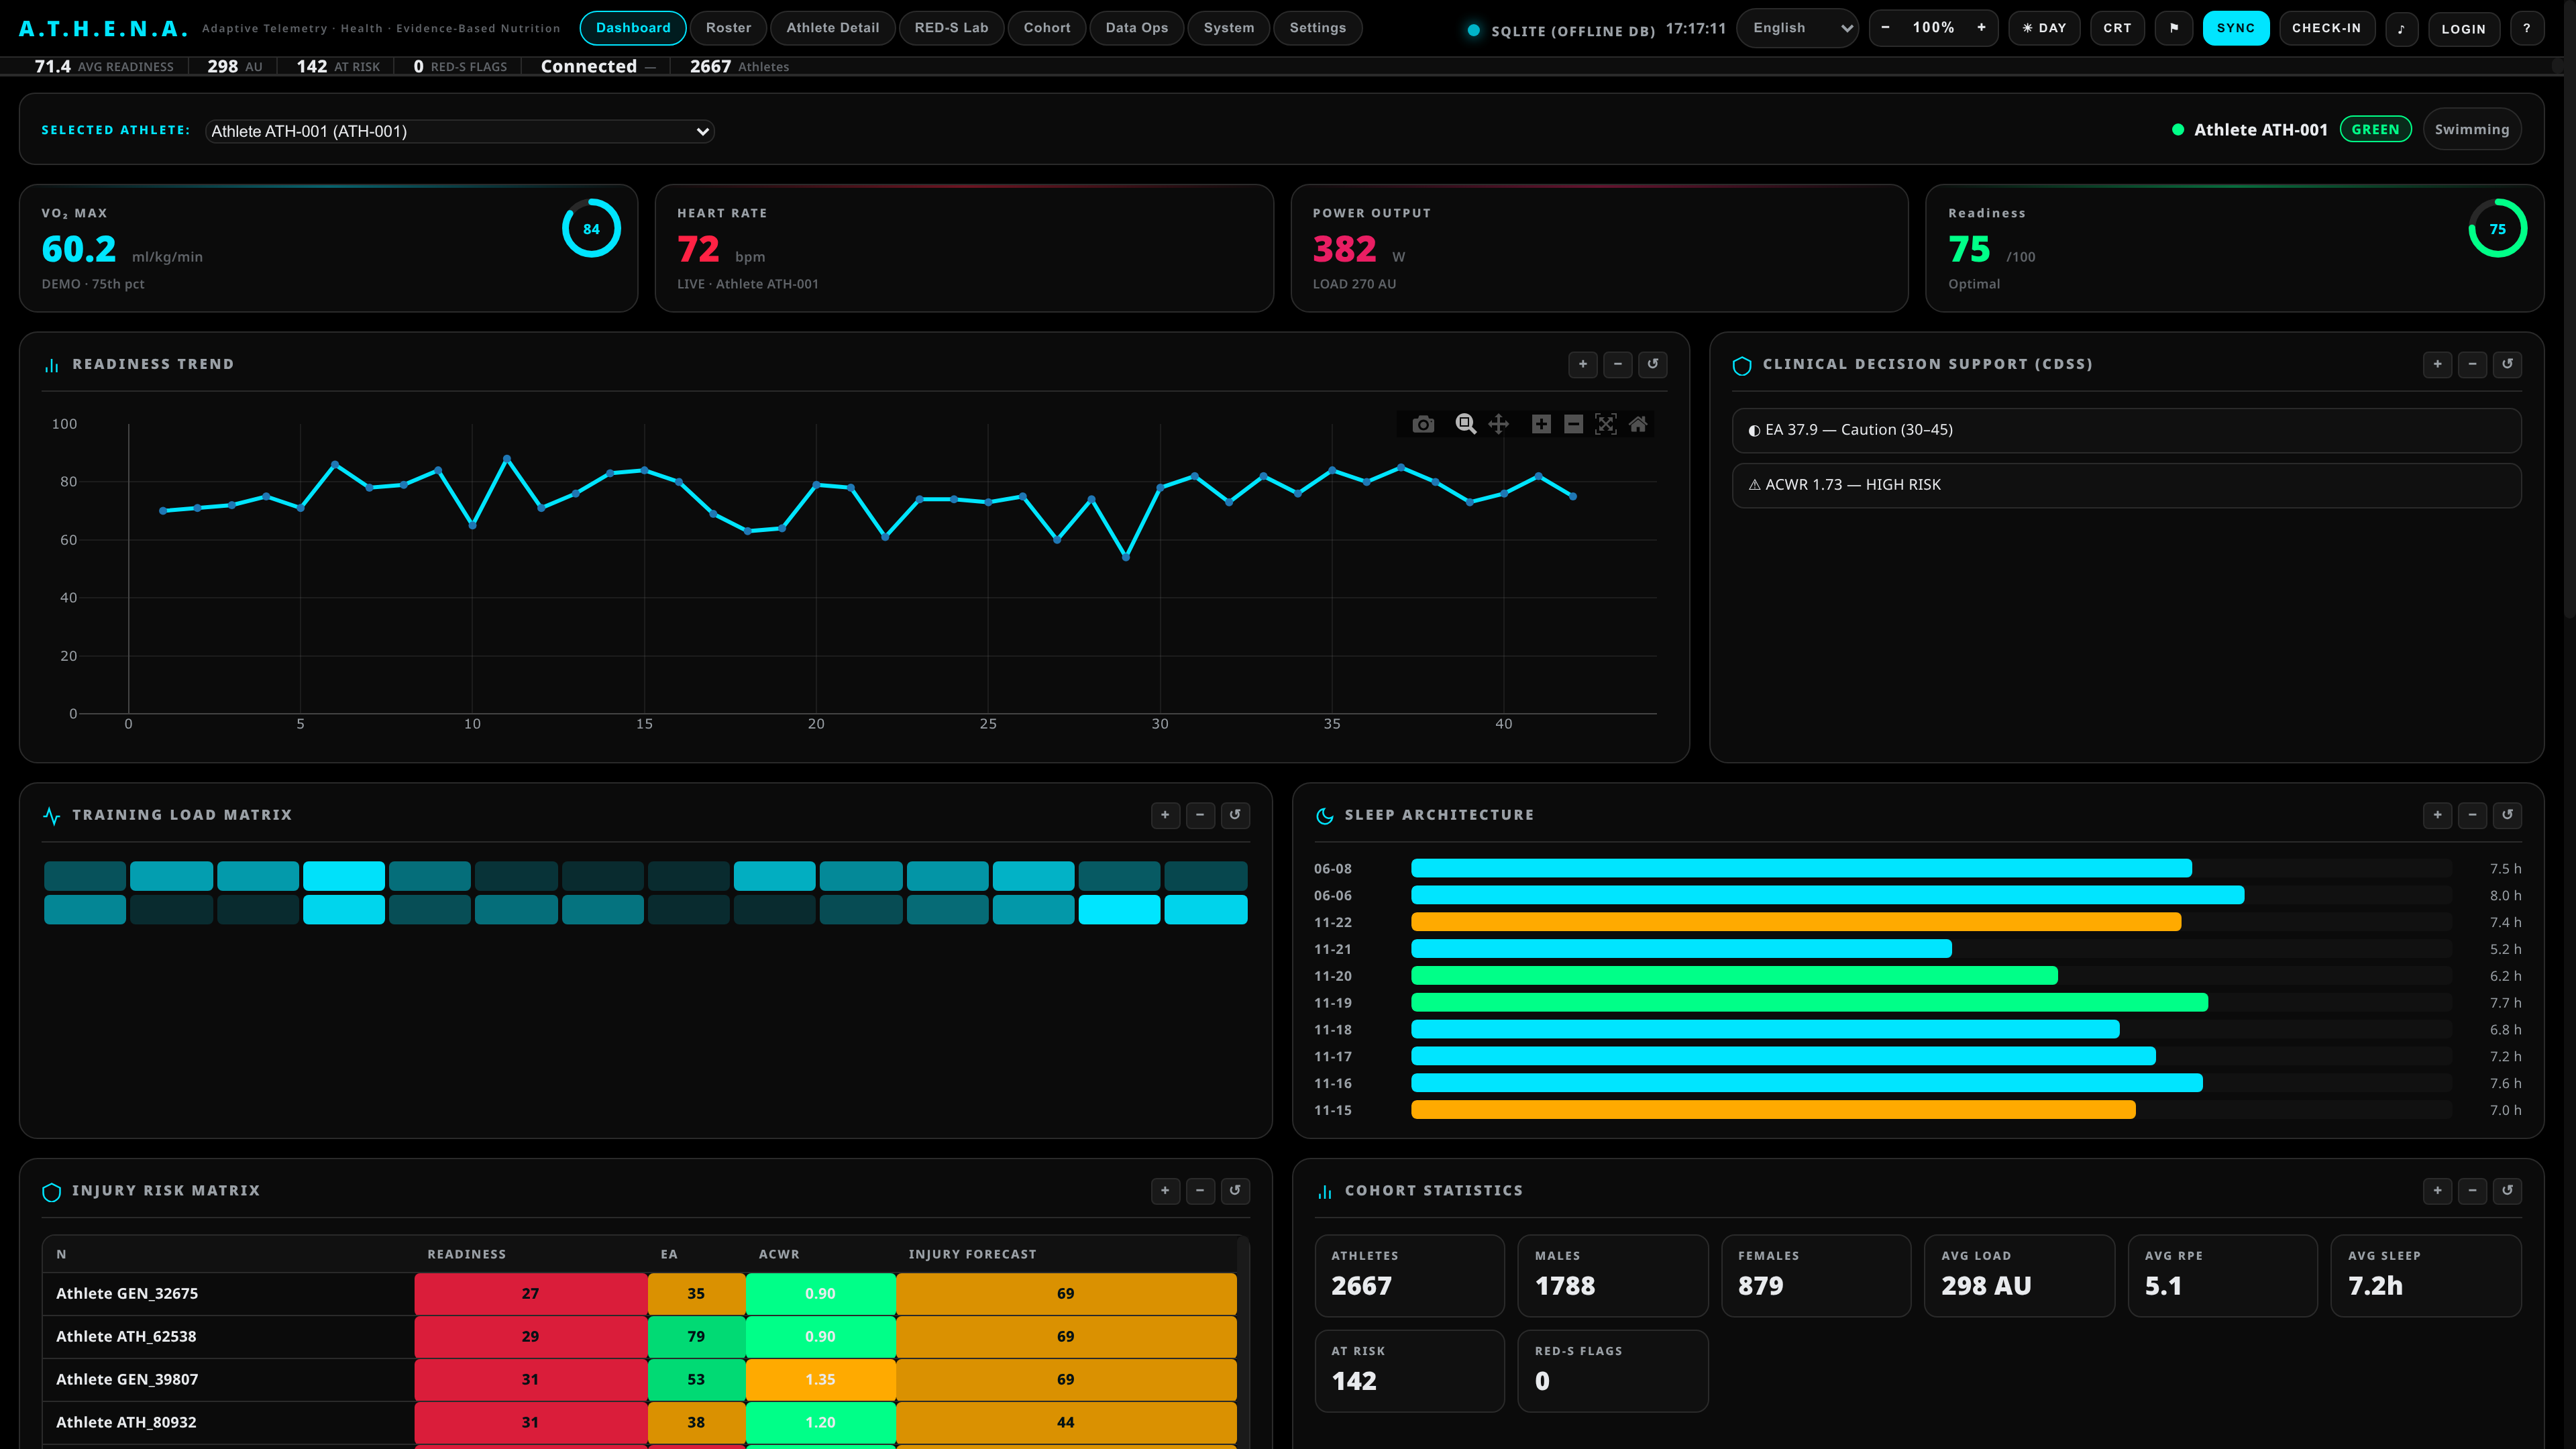 A.T.H.E.N.A. Adaptive Telemetry · Health · Evidence-Based Nutrition Dashboard Roster Athlete Detail RED-S Lab Cohort Data Ops System Settings SQLITE (OFFLINE DB) 17:17:11 English − 100% + ☀ DAY CRT ⚑ SYNC CHECK-IN ♪ LOGIN ?
71.4 AVG READINESS 298 AU 142 AT RISK 0 RED-S FLAGS Connected — 2667 Athletes
SELECTED ATHLETE: Athlete ATH-001 (ATH-001) Athlete ATH-001 GREEN Swimming
VO₂ MAX
60.2 ml/kg/min
DEMO · 75th pct
84
HEART RATE
72 bpm
LIVE · Athlete ATH-001
POWER OUTPUT
382 W
LOAD 270 AU
Readiness
75 /100
Optimal
75
READINESS TREND + − ↺
100
80
60
40
20
0
0 5 10 15 20 25 30 35 40
CLINICAL DECISION SUPPORT (CDSS) + − ↺
◐ EA 37.9 — Caution (30–45)
⚠ ACWR 1.73 — HIGH RISK
TRAINING LOAD MATRIX + − ↺
SLEEP ARCHITECTURE + − ↺
06-08 7.5 h
06-06 8.0 h
11-22 7.4 h
11-21 5.2 h
11-20 6.2 h
11-19 7.7 h
11-18 6.8 h
11-17 7.2 h
11-16 7.6 h
11-15 7.0 h
INJURY RISK MATRIX + − ↺
N READINESS EA ACWR INJURY FORECAST
Athlete GEN_32675 27 35 0.90 69
Athlete ATH_62538 29 79 0.90 69
Athlete GEN_39807 31 53 1.35 69
Athlete ATH_80932 31 38 1.20 44
COHORT STATISTICS + − ↺
ATHLETES
2667
MALES
1788
FEMALES
879
AVG LOAD
298 AU
AVG RPE
5.1
AVG SLEEP
7.2h
AT RISK
142
RED-S FLAGS
0